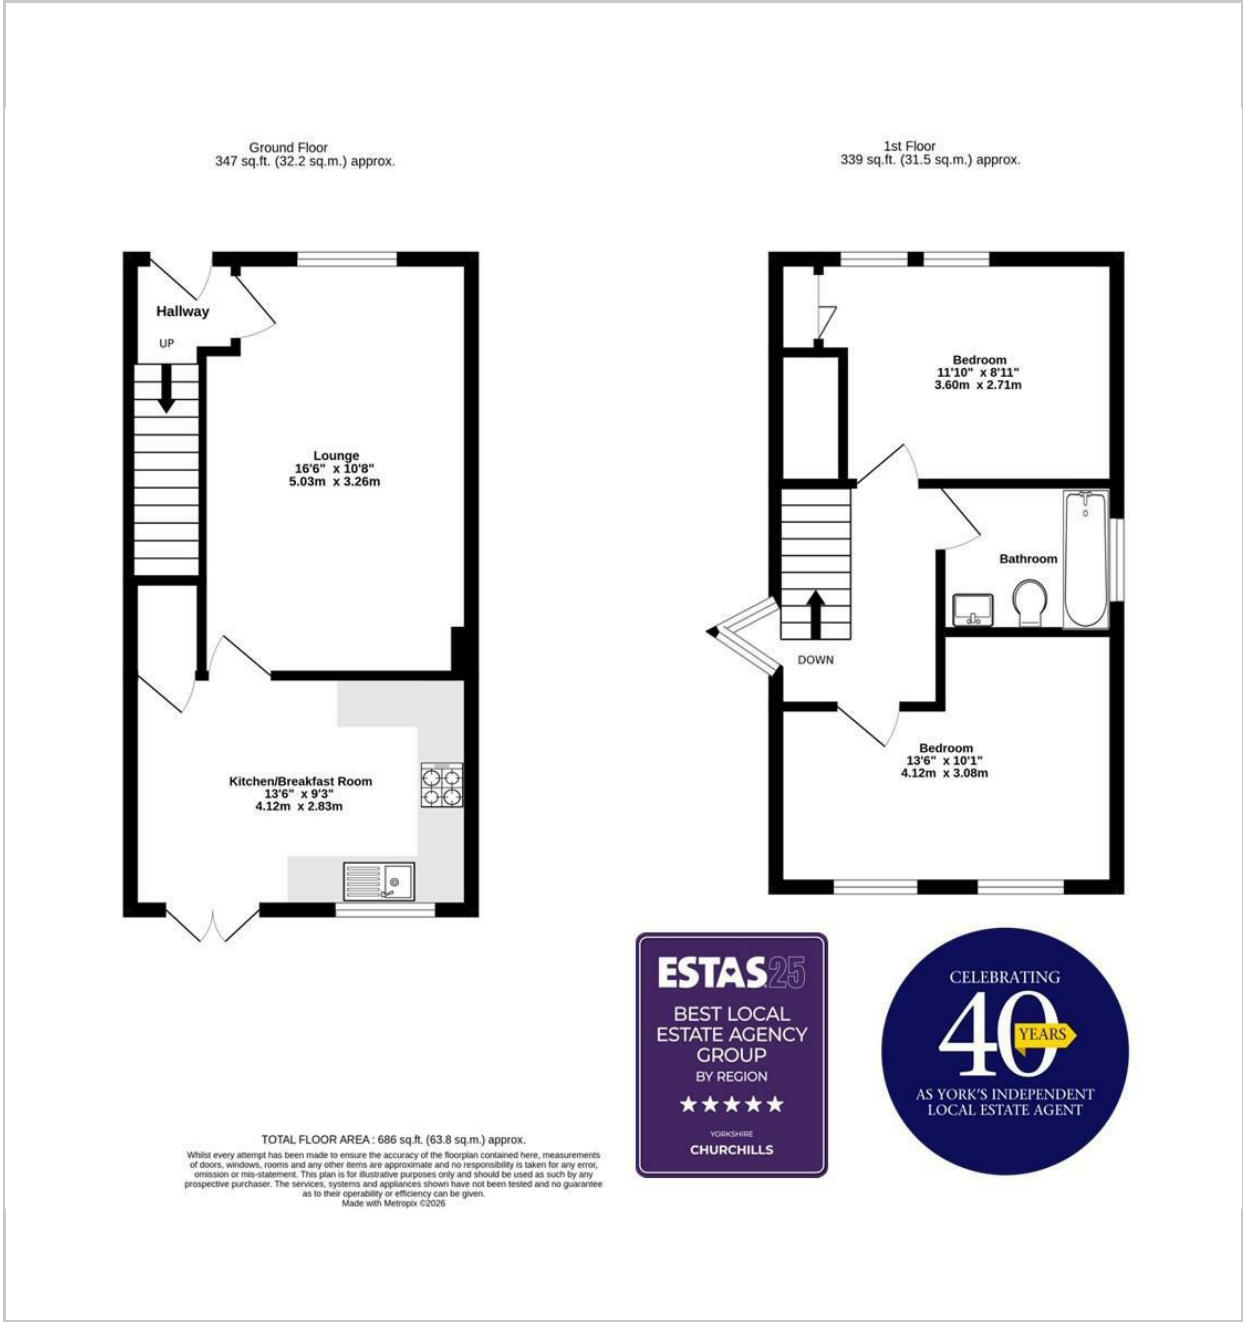 Ground Floor
347 sq.ft. (32.2 sq.m.) approx.
1st Floor
339 sq.ft. (31.5 sq.m.) approx.
Hallway
UP
Lounge
16'6" x 10'8"
5.03m x 3.26m
Kitchen/Breakfast Room
13'6" x 9'3"
4.12m x 2.83m
Bedroom
11'10" x 8'11"
3.60m x 2.71m
Bathroom
DOWN
Bedroom
13'6" x 10'1"
4.12m x 3.08m
ESTAS 25
BEST LOCAL
ESTATE AGENCY
GROUP
BY REGION
YORKSHIRE
CHURCHILLS
CELEBRATING
40
YEARS
AS YORK'S INDEPENDENT
LOCAL ESTATE AGENT
TOTAL FLOOR AREA : 686 sq.ft. (63.8 sq.m.) approx.
Whilst every attempt has been made to ensure the accuracy of the floorplan contained here, measurements
of doors, windows, rooms and any other items are approximate and no responsibility is taken for any error,
omission or mis-statement. This plan is for illustrative purposes only and should be used as such by any
prospective purchaser. The services, systems and appliances shown have not been tested and no guarantee
as to their operability or efficiency can be given.
Made with Metropix ©2026